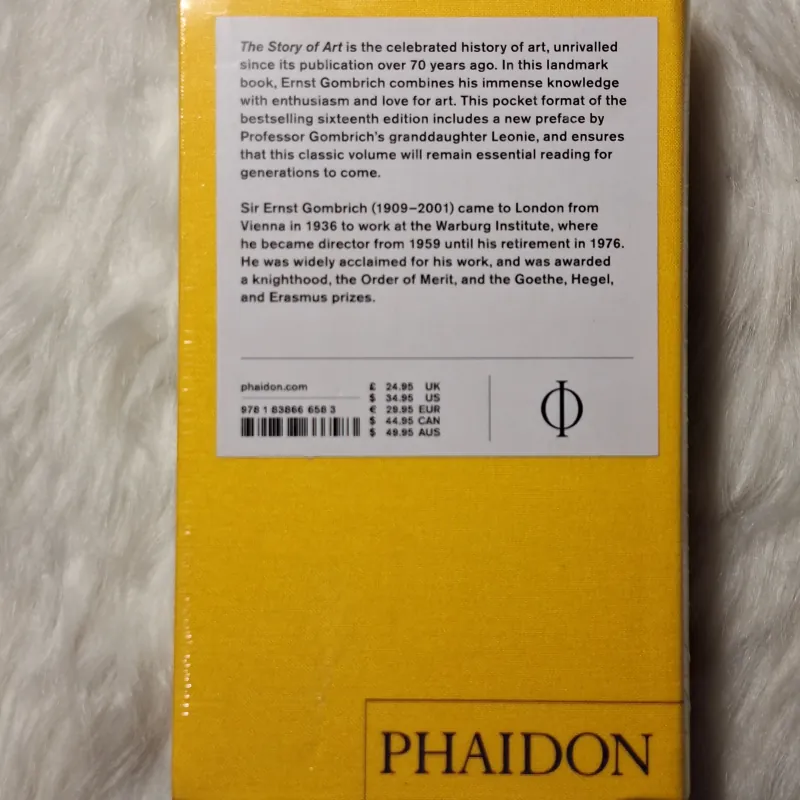 The Story of Art is the celebrated history of art, unrivalled
since its publication over 70 years ago. In this landmark
book, Ernst Gombrich combines his immense knowledge
with enthusiasm and love for art. This pocket format of the
bestselling sixteenth edition includes a new preface by
Professor Gombrich's granddaughter Leonie, and ensures
that this classic volume will remain essential reading for
generations to come.
Sir Ernst Gombrich (1909–2001) came to London from
Vienna in 1936 to work at the Warburg Institute, where
he became director from 1959 until his retirement in 1976.
He was widely acclaimed for his work, and was awarded
a knighthood, the Order of Merit, and the Goethe, Hegel,
and Erasmus prizes.
phaidon.com
978 1 83866 658 3
£ 24.95 UK
$ 34.95 US
€ 29.95 EUR
$ 44.95 CAN
$ 49.95 AUS
PHAIDON